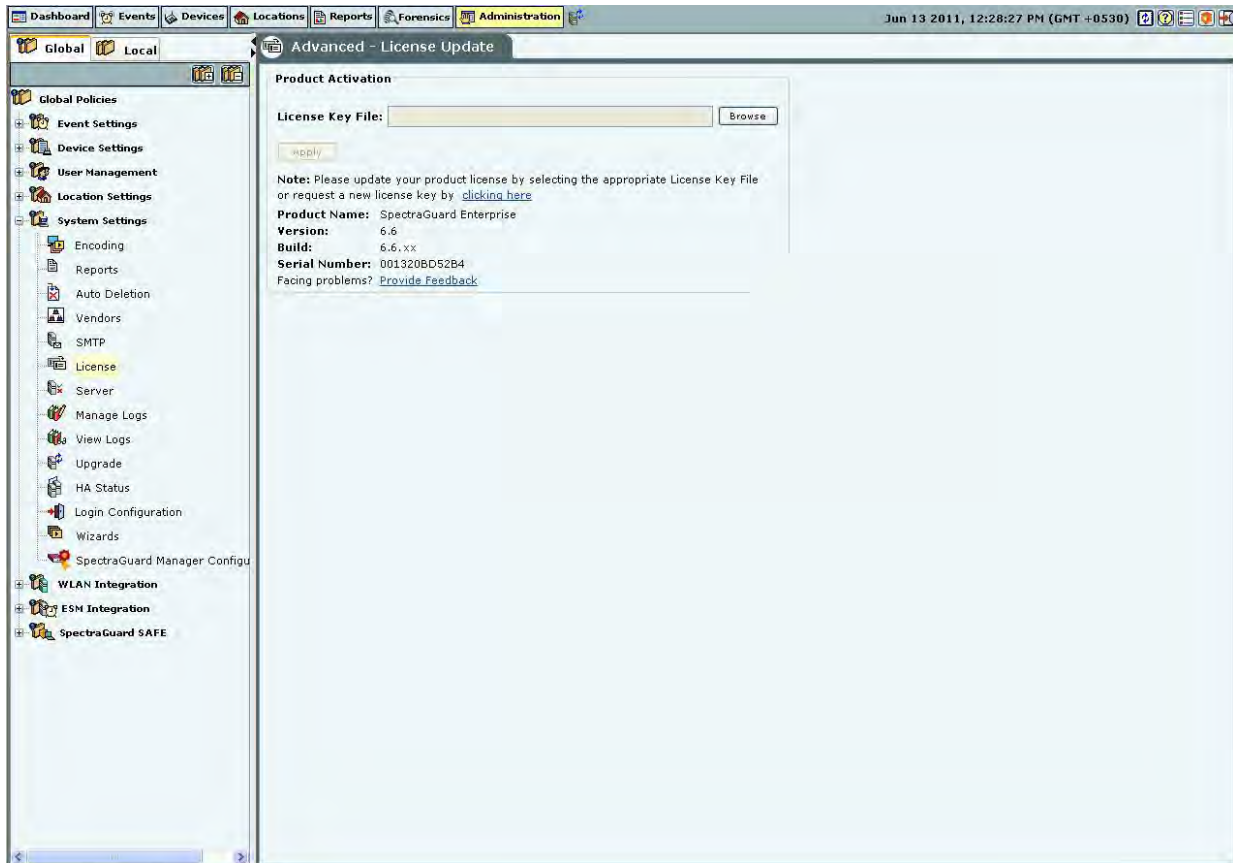 Dashboard Events Devices Locations Reports Forensics Administration Jun 13 2011, 12:28:27 PM (GMT +0530)
Global Local
Advanced - License Update
Global Policies
Event Settings
Device Settings
User Management
Location Settings
System Settings
Encoding
Reports
Auto Deletion
Vendors
SMTP
License
Server
Manage Logs
View Logs
Upgrade
HA Status
Login Configuration
Wizards
SpectraGuard Manager Configu
WLAN Integration
ESM Integration
SpectraGuard SAFE
Product Activation
License Key File: Browse
Apply
Note: Please update your product license by selecting the appropriate License Key File
or request a new license key by clicking here
Product Name: SpectraGuard Enterprise
Version: 6.6
Build: 6.6.xx
Serial Number: 001320BD52B4
Facing problems? Provide Feedback